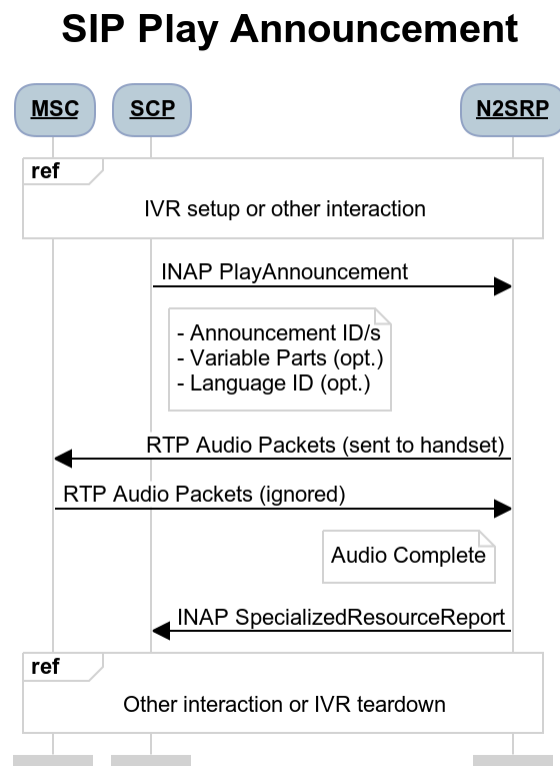 SIP Play Announcement
MSC SCP N2SRP
ref
IVR setup or other interaction
INAP PlayAnnouncement
- Announcement ID/s
- Variable Parts (opt.)
- Language ID (opt.)
RTP Audio Packets (sent to handset)
RTP Audio Packets (ignored)
Audio Complete
INAP SpecializedResourceReport
ref
Other interaction or IVR teardown